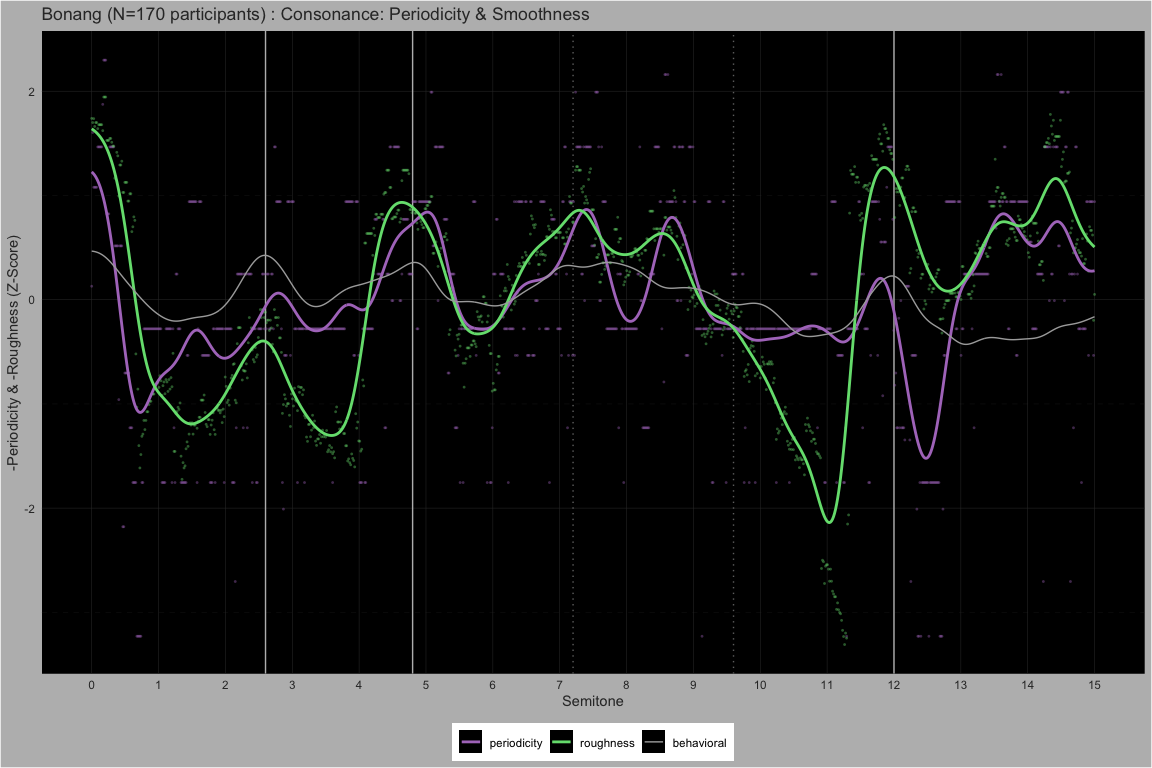 Bonang (N=170 participants) : Consonance: Periodicity & Smoothness
-Periodicity & -Roughness (Z-Score)
2
0
-2
0 1 2 3 4 5 6 7 8 9 10 11 12 13 14 15
Semitone
periodicity roughness behavioral